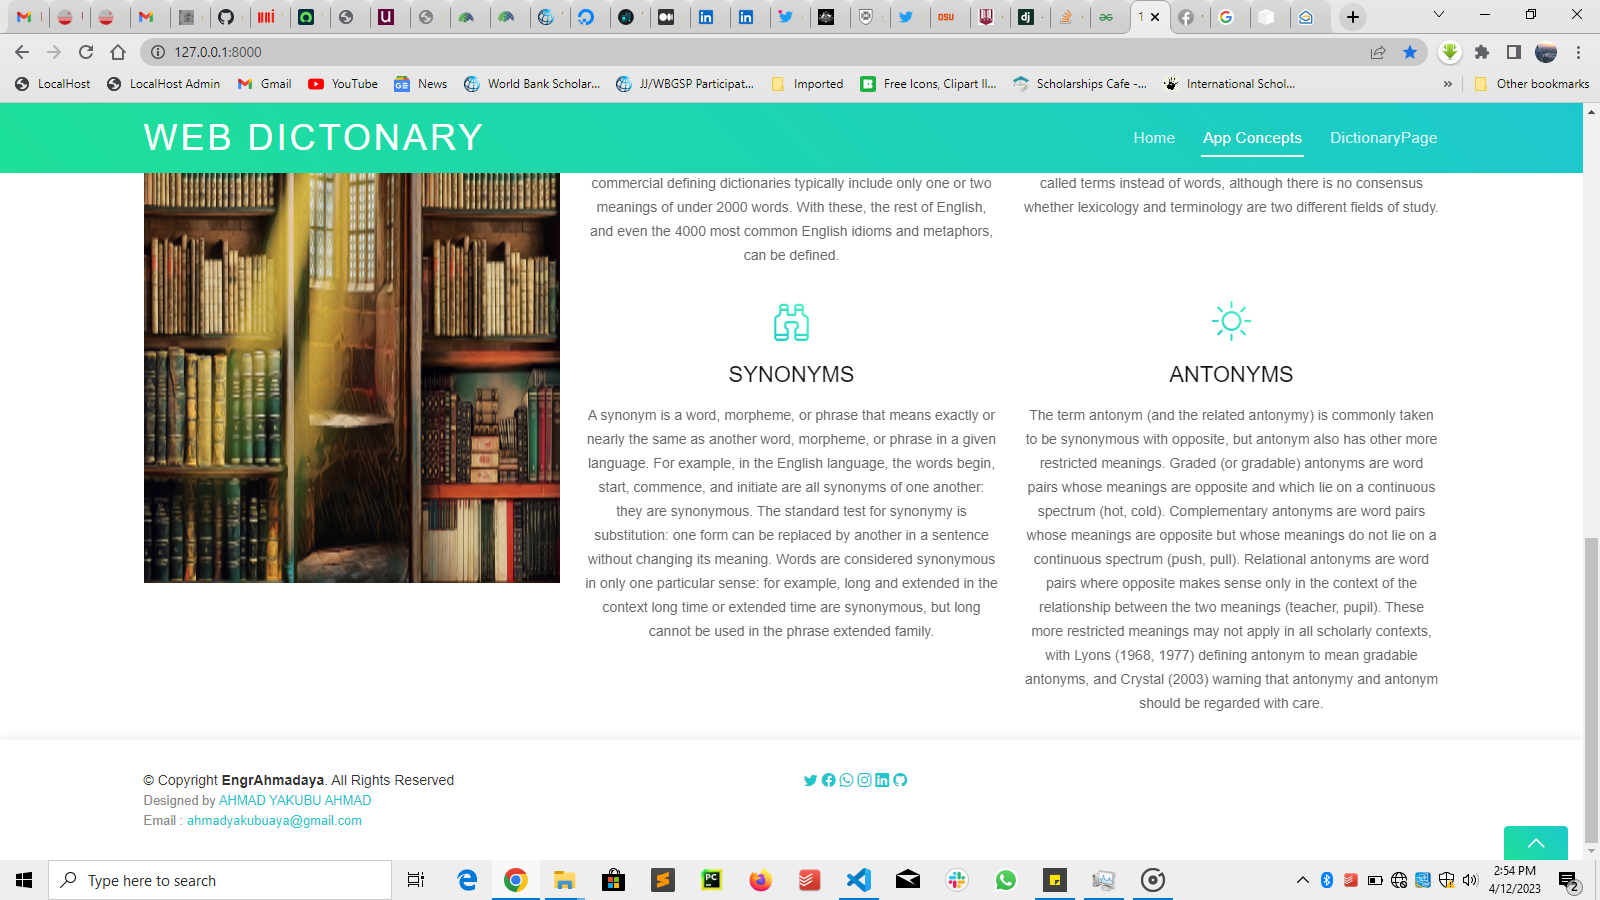 127.0.0.1:8000
LocalHost
LocalHost Admin
Gmail
YouTube
News
World Bank Scholar...
JJ/WBGSP Participat...
Imported
Free Icons, Clipart Il...
Scholarships Cafe -...
International Schol...
»
Other bookmarks
WEB DICTONARY
Home
App Concepts
DictionaryPage
commercial defining dictionaries typically include only one or two
meanings of under 2000 words. With these, the rest of English,
and even the 4000 most common English idioms and metaphors,
can be defined.
called terms instead of words, although there is no consensus
whether lexicology and terminology are two different fields of study.
SYNONYMS
A synonym is a word, morpheme, or phrase that means exactly or
nearly the same as another word, morpheme, or phrase in a given
language. For example, in the English language, the words begin,
start, commence, and initiate are all synonyms of one another:
they are synonymous. The standard test for synonymy is
substitution: one form can be replaced by another in a sentence
without changing its meaning. Words are considered synonymous
in only one particular sense: for example, long and extended in the
context long time or extended time are synonymous, but long
cannot be used in the phrase extended family.
ANTONYMS
The term antonym (and the related antonymy) is commonly taken
to be synonymous with opposite, but antonym also has other more
restricted meanings. Graded (or gradable) antonyms are word
pairs whose meanings are opposite and which lie on a continuous
spectrum (hot, cold). Complementary antonyms are word pairs
whose meanings are opposite but whose meanings do not lie on a
continuous spectrum (push, pull). Relational antonyms are word
pairs where opposite makes sense only in the context of the
relationship between the two meanings (teacher, pupil). These
more restricted meanings may not apply in all scholarly contexts,
with Lyons (1968, 1977) defining antonym to mean gradable
antonyms, and Crystal (2003) warning that antonymy and antonym
should be regarded with care.
© Copyright EngrAhmadaya. All Rights Reserved
Designed by AHMAD YAKUBU AHMAD
Email : ahmadyakubuaya@gmail.com
Type here to search
2:54 PM
4/12/2023
2